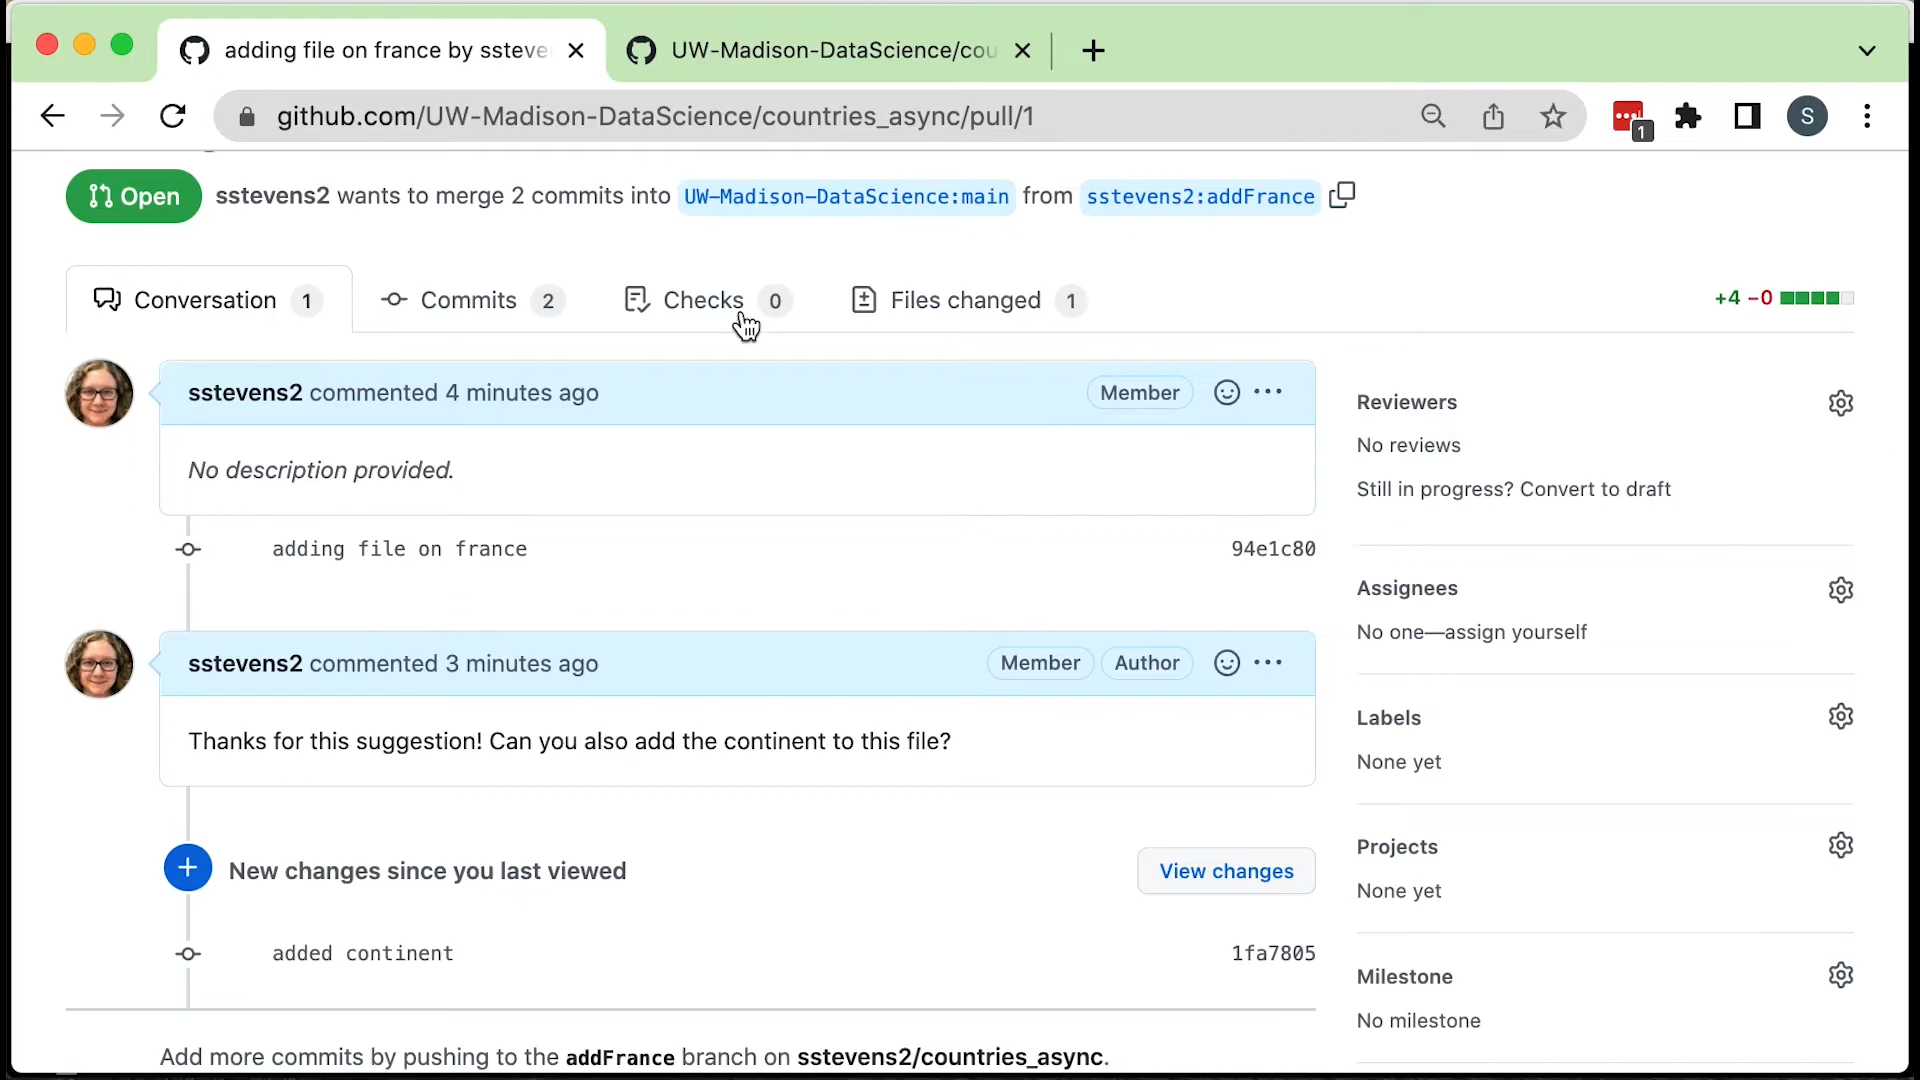 adding file on france by ssteve
UW-Madison-DataScience/cou
github.com/UW-Madison-DataScience/countries_async/pull/1
1
S
Open
sstevens2 wants to merge 2 commits into UW-Madison-DataScience:main from sstevens2:addFrance
Conversation 1
Commits 2
Checks 0
Files changed 1
+4 −0
sstevens2 commented 4 minutes ago
Member
No description provided.
adding file on france
94e1c80
sstevens2 commented 3 minutes ago
Member
Author
Thanks for this suggestion! Can you also add the continent to this file?
New changes since you last viewed
View changes
added continent
1fa7805
Add more commits by pushing to the addFrance branch on sstevens2/countries_async.
Reviewers
No reviews
Still in progress? Convert to draft
Assignees
No one—assign yourself
Labels
None yet
Projects
None yet
Milestone
No milestone